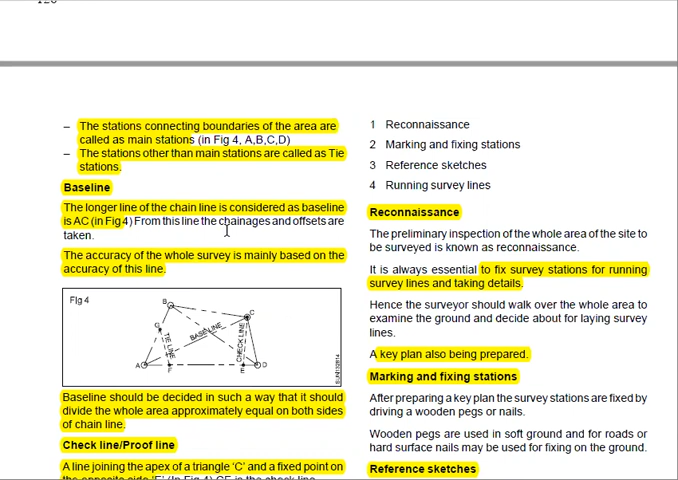 – The stations connecting boundaries of the area are
called as main stations (in Fig 4, A,B,C,D)
– The stations other than main stations are called as Tie
stations.
Baseline
The longer line of the chain line is considered as baseline
is AC (in Fig 4) From this line the chainages and offsets are
taken.
The accuracy of the whole survey is mainly based on the
accuracy of this line.
Fig 4
B
C
G
TIE LINE
BASE LINE
CHECK LINE
A
F
E
D
Baseline should be decided in such a way that it should
divide the whole area approximately equal on both sides
of chain line.
Check line/Proof line
A line joining the apex of a triangle 'C' and a fixed point on
the opposite side 'E' (In Fig 4) CE is the check line
1 Reconnaissance
2 Marking and fixing stations
3 Reference sketches
4 Running survey lines
Reconnaissance
The preliminary inspection of the whole area of the site to
be surveyed is known as reconnaissance.
It is always essential to fix survey stations for running
survey lines and taking details.
Hence the surveyor should walk over the whole area to
examine the ground and decide about for laying survey
lines.
A key plan also being prepared.
Marking and fixing stations
After preparing a key plan the survey stations are fixed by
driving a wooden pegs or nails.
Wooden pegs are used in soft ground and for roads or
hard surface nails may be used for fixing on the ground.
Reference sketches